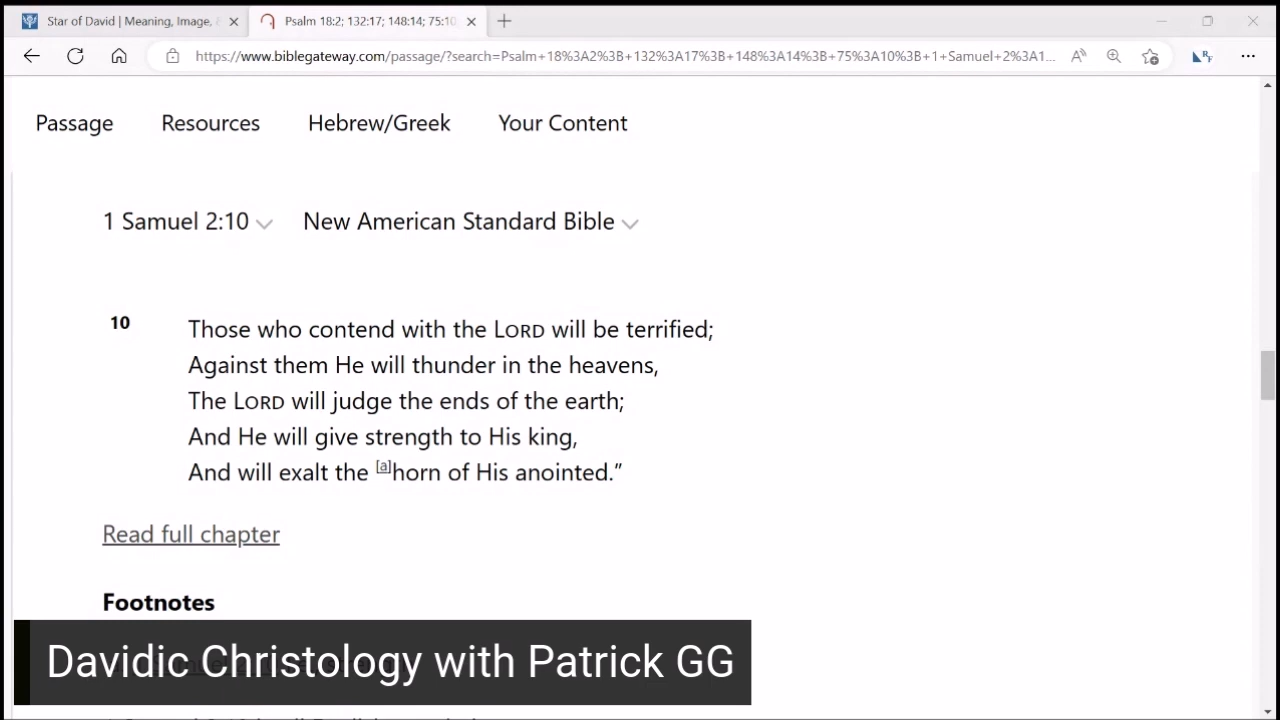 Star of David | Meaning, Image,
Psalm 18:2; 132:17; 148:14; 75:10
https://www.biblegateway.com/passage/?search=Psalm+18%3A2%3B+132%3A17%3B+148%3A14%3B+75%3A10%3B+1+Samuel+2%3A1...
Passage Resources Hebrew/Greek Your Content
1 Samuel 2:10 New American Standard Bible
10 Those who contend with the LORD will be terrified;
Against them He will thunder in the heavens,
The LORD will judge the ends of the earth;
And He will give strength to His king,
And will exalt the [a]horn of His anointed.”
Read full chapter
Footnotes
Davidic Christology with Patrick GG